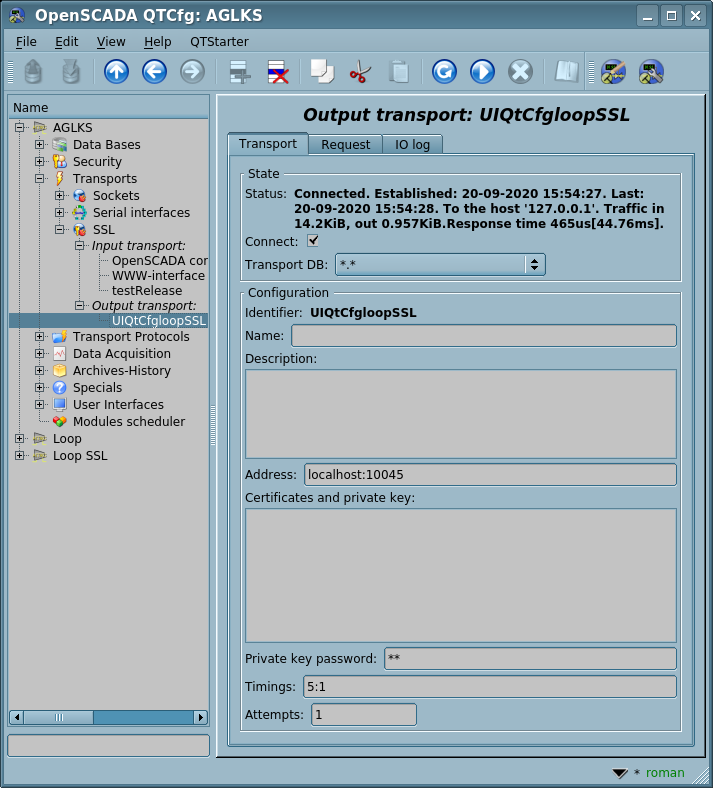 OpenSCADA QTCfg: AGLKS
File Edit View Help QTStarter
Name
AGLKS
Data Bases
Security
Transports
Sockets
Serial interfaces
SSL
Input transport:
OpenSCADA cor
WWW-interface
testRelease
Output transport:
UIQtCfgloopSSL
Transport Protocols
Data Acquisition
Archives-History
Specials
User Interfaces
Modules scheduler
Loop
Loop SSL
Output transport: UIQtCfgloopSSL
Transport Request IO log
State
Status: Connected. Established: 20-09-2020 15:54:27. Last:
20-09-2020 15:54:28. To the host '127.0.0.1'. Traffic in
14.2KiB, out 0.957KiB.Response time 465us[44.76ms].
Connect:
Transport DB: *.*
Configuration
Identifier: UIQtCfgloopSSL
Name:
Description:
Address: localhost:10045
Certificates and private key:
Private key password: **
Timings: 5:1
Attempts: 1
* roman